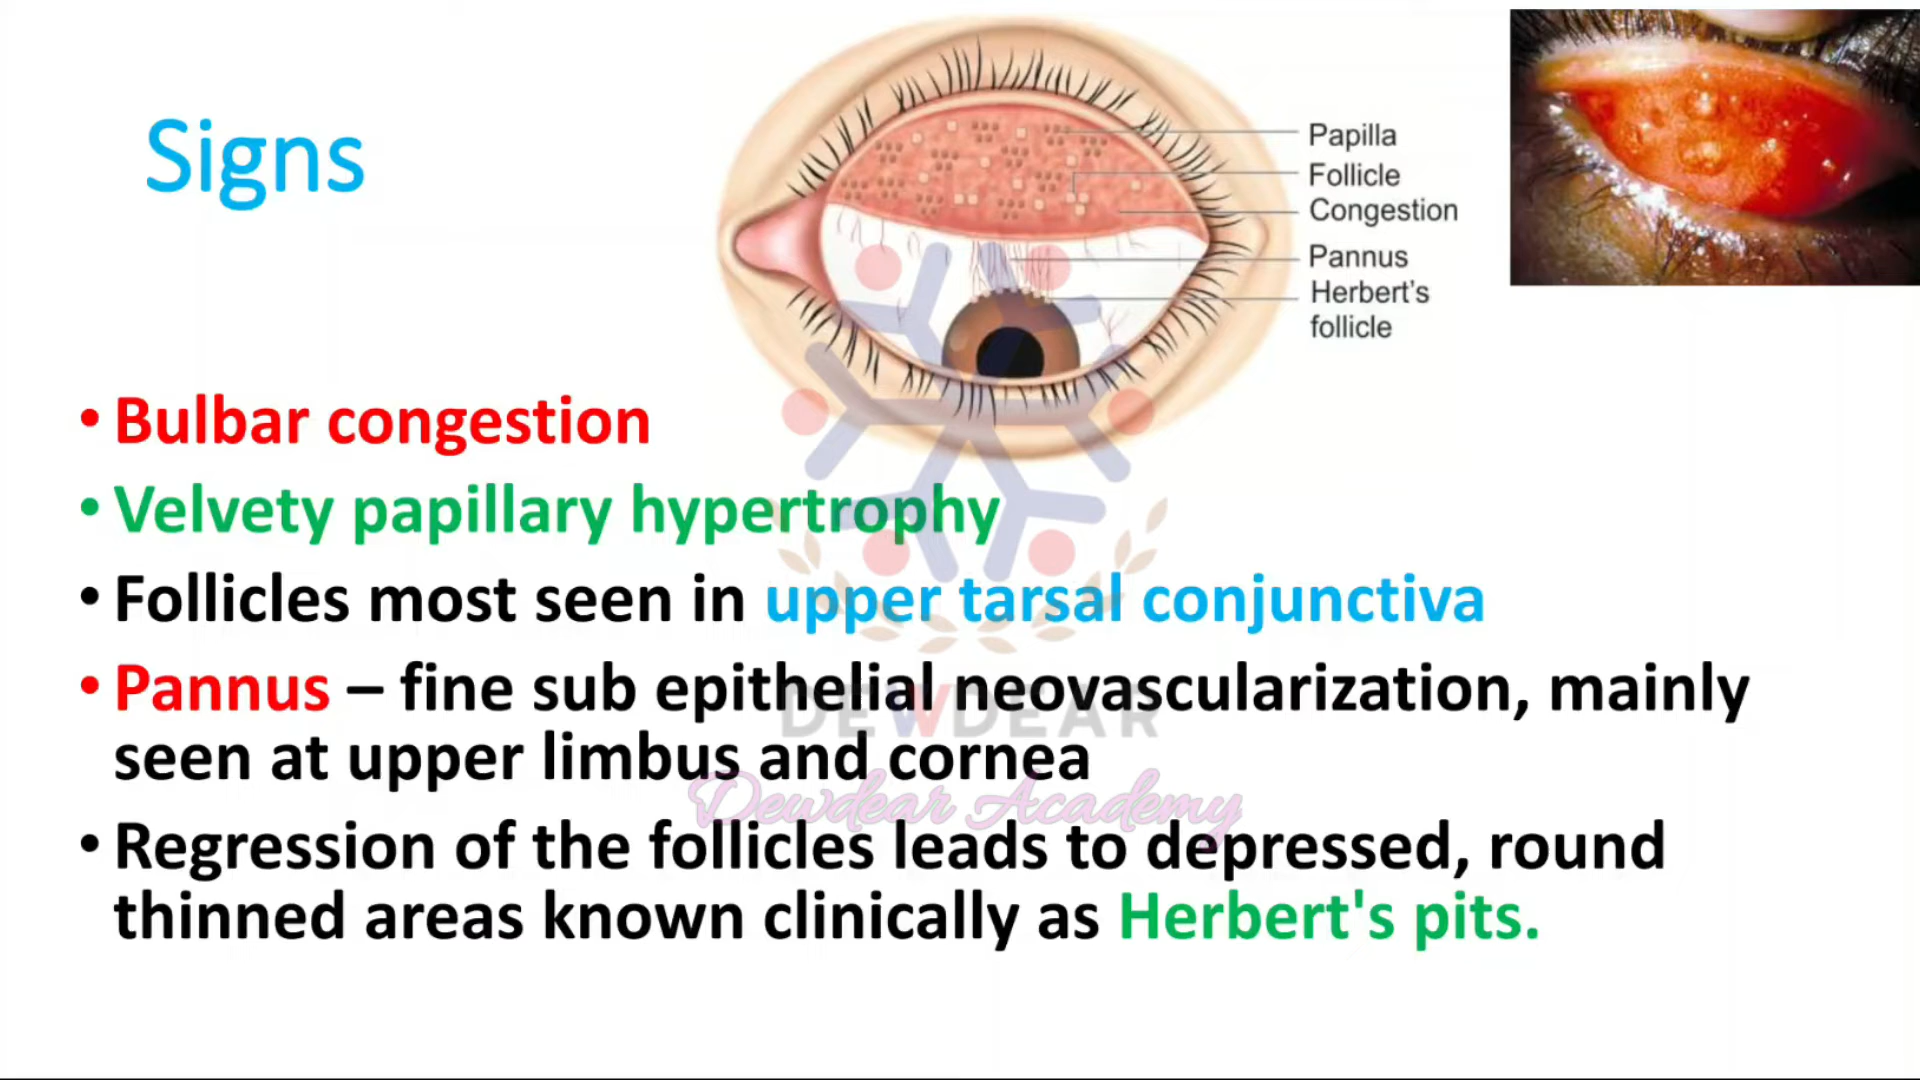 Signs
Papilla
Follicle
Congestion
Pannus
Herbert's
follicle
• Bulbar congestion
• Velvety papillary hypertrophy
• Follicles most seen in upper tarsal conjunctiva
• Pannus – fine sub epithelial neovascularization, mainly
seen at upper limbus and cornea
• Regression of the follicles leads to depressed, round
thinned areas known clinically as Herbert's pits.
DEWDEAR
Dewdear Academy